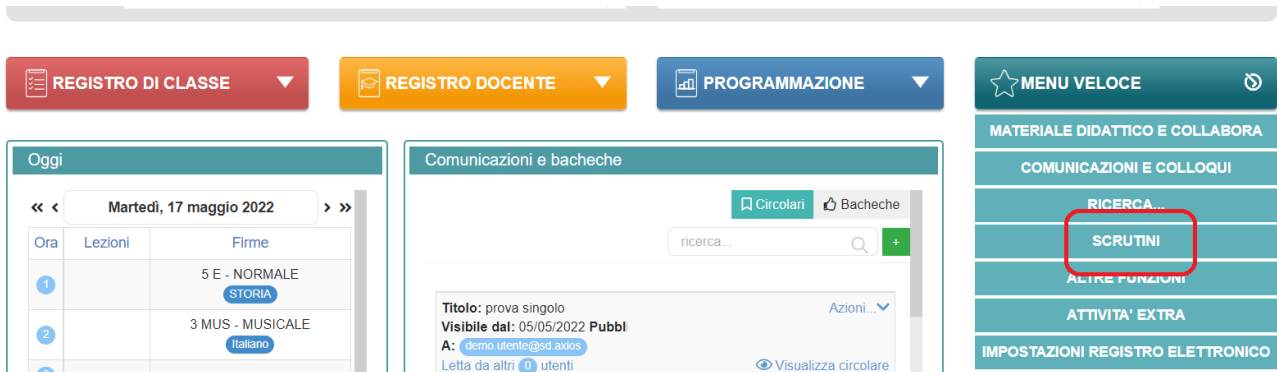 REGISTRO DI CLASSE
REGISTRO DOCENTE
PROGRAMMAZIONE
MENU VELOCE
MATERIALE DIDATTICO E COLLABORA
COMUNICAZIONI E COLLOQUI
RICERCA...
SCRUTINI
ALTRE FUNZIONI
ATTIVITA' EXTRA
IMPOSTAZIONI REGISTRO ELETTRONICO
Oggi
« < Martedì, 17 maggio 2022 > »
Ora Lezioni Firme
1 5 E - NORMALE
STORIA
2 3 MUS - MUSICALE
Italiano
Comunicazioni e bacheche
Circolari Bacheche
ricerca... +
Titolo: prova singolo Azioni...
Visibile dal: 05/05/2022 Pubbl
A: demo.utente@sd.axios
Letta da altri 0 utenti Visualizza circolare